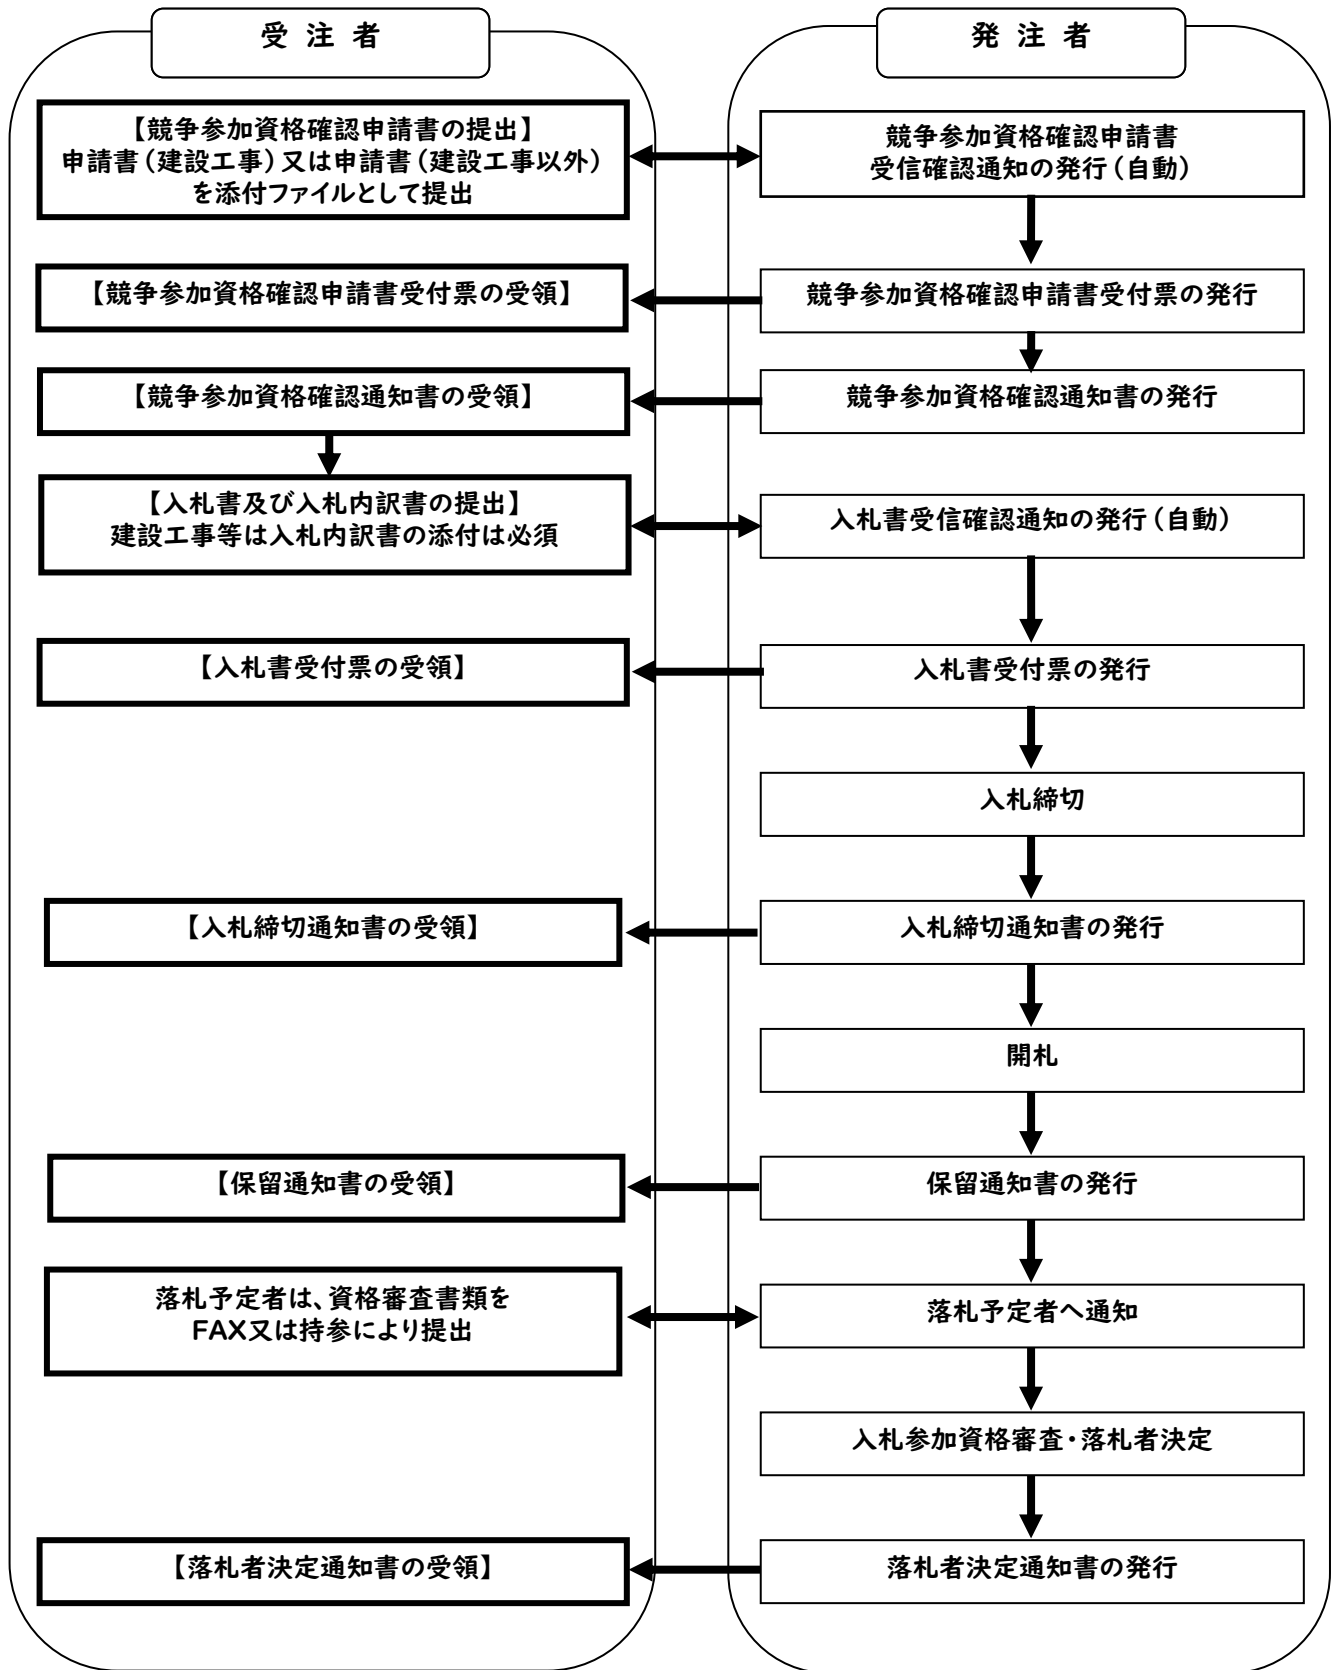 受 注 者
発 注 者
【競争参加資格確認申請書の提出】
申請書(建設工事)又は申請書(建設工事以外)
を添付ファイルとして提出
競争参加資格確認申請書
受信確認通知の発行(自動)
【競争参加資格確認申請書受付票の受領】
競争参加資格確認申請書受付票の発行
【競争参加資格確認通知書の受領】
競争参加資格確認通知書の発行
【入札書及び入札内訳書の提出】
建設工事等は入札内訳書の添付は必須
入札書受信確認通知の発行(自動)
【入札書受付票の受領】
入札書受付票の発行
入札締切
【入札締切通知書の受領】
入札締切通知書の発行
開札
【保留通知書の受領】
保留通知書の発行
落札予定者は、資格審査書類を
FAX又は持参により提出
落札予定者へ通知
入札参加資格審査・落札者決定
【落札者決定通知書の受領】
落札者決定通知書の発行